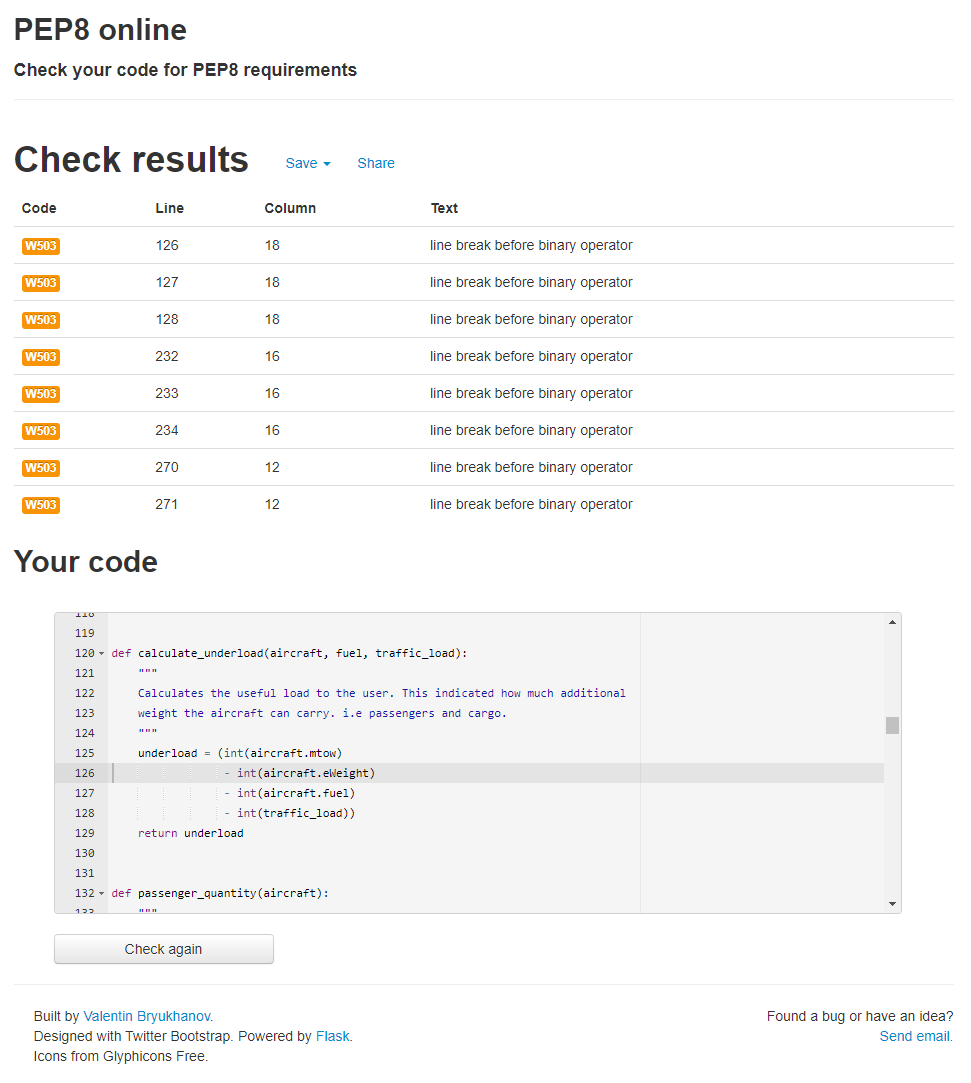 PEP8 online
Check your code for PEP8 requirements
Check results Save Share
Code Line Column Text
W503 126 18 line break before binary operator
W503 127 18 line break before binary operator
W503 128 18 line break before binary operator
W503 232 16 line break before binary operator
W503 233 16 line break before binary operator
W503 234 16 line break before binary operator
W503 270 12 line break before binary operator
W503 271 12 line break before binary operator
Your code
118
119
120 def calculate_underload(aircraft, fuel, traffic_load):
121 """
122 Calculates the useful load to the user. This indicated how much additional
123 weight the aircraft can carry. i.e passengers and cargo.
124 """
125 underload = (int(aircraft.mtow)
126 - int(aircraft.eWeight)
127 - int(aircraft.fuel)
128 - int(traffic_load))
129 return underload
130
131
132 def passenger_quantity(aircraft):
133 """
Check again
Built by Valentin Bryukhanov.
Designed with Twitter Bootstrap. Powered by Flask.
Icons from Glyphicons Free.
Found a bug or have an idea?
Send email.